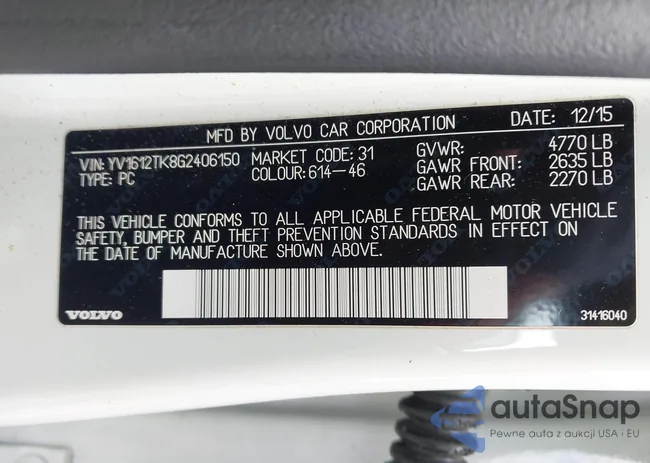 MFD BY VOLVO CAR CORPORATION DATE: 12/15
VIN: YV1612TK8G2406150 MARKET CODE: 31 GVWR: 4770 LB
TYPE: PC COLOUR: 614-46 GAWR FRONT: 2635 LB
GAWR REAR: 2270 LB
THIS VEHICLE CONFORMS TO ALL APPLICABLE FEDERAL MOTOR VEHICLE
SAFETY, BUMPER AND THEFT PREVENTION STANDARDS IN EFFECT ON
THE DATE OF MANUFACTURE SHOWN ABOVE.
VOLVO 31416040
autoSnap
Pewne auta z aukcji USA i EU